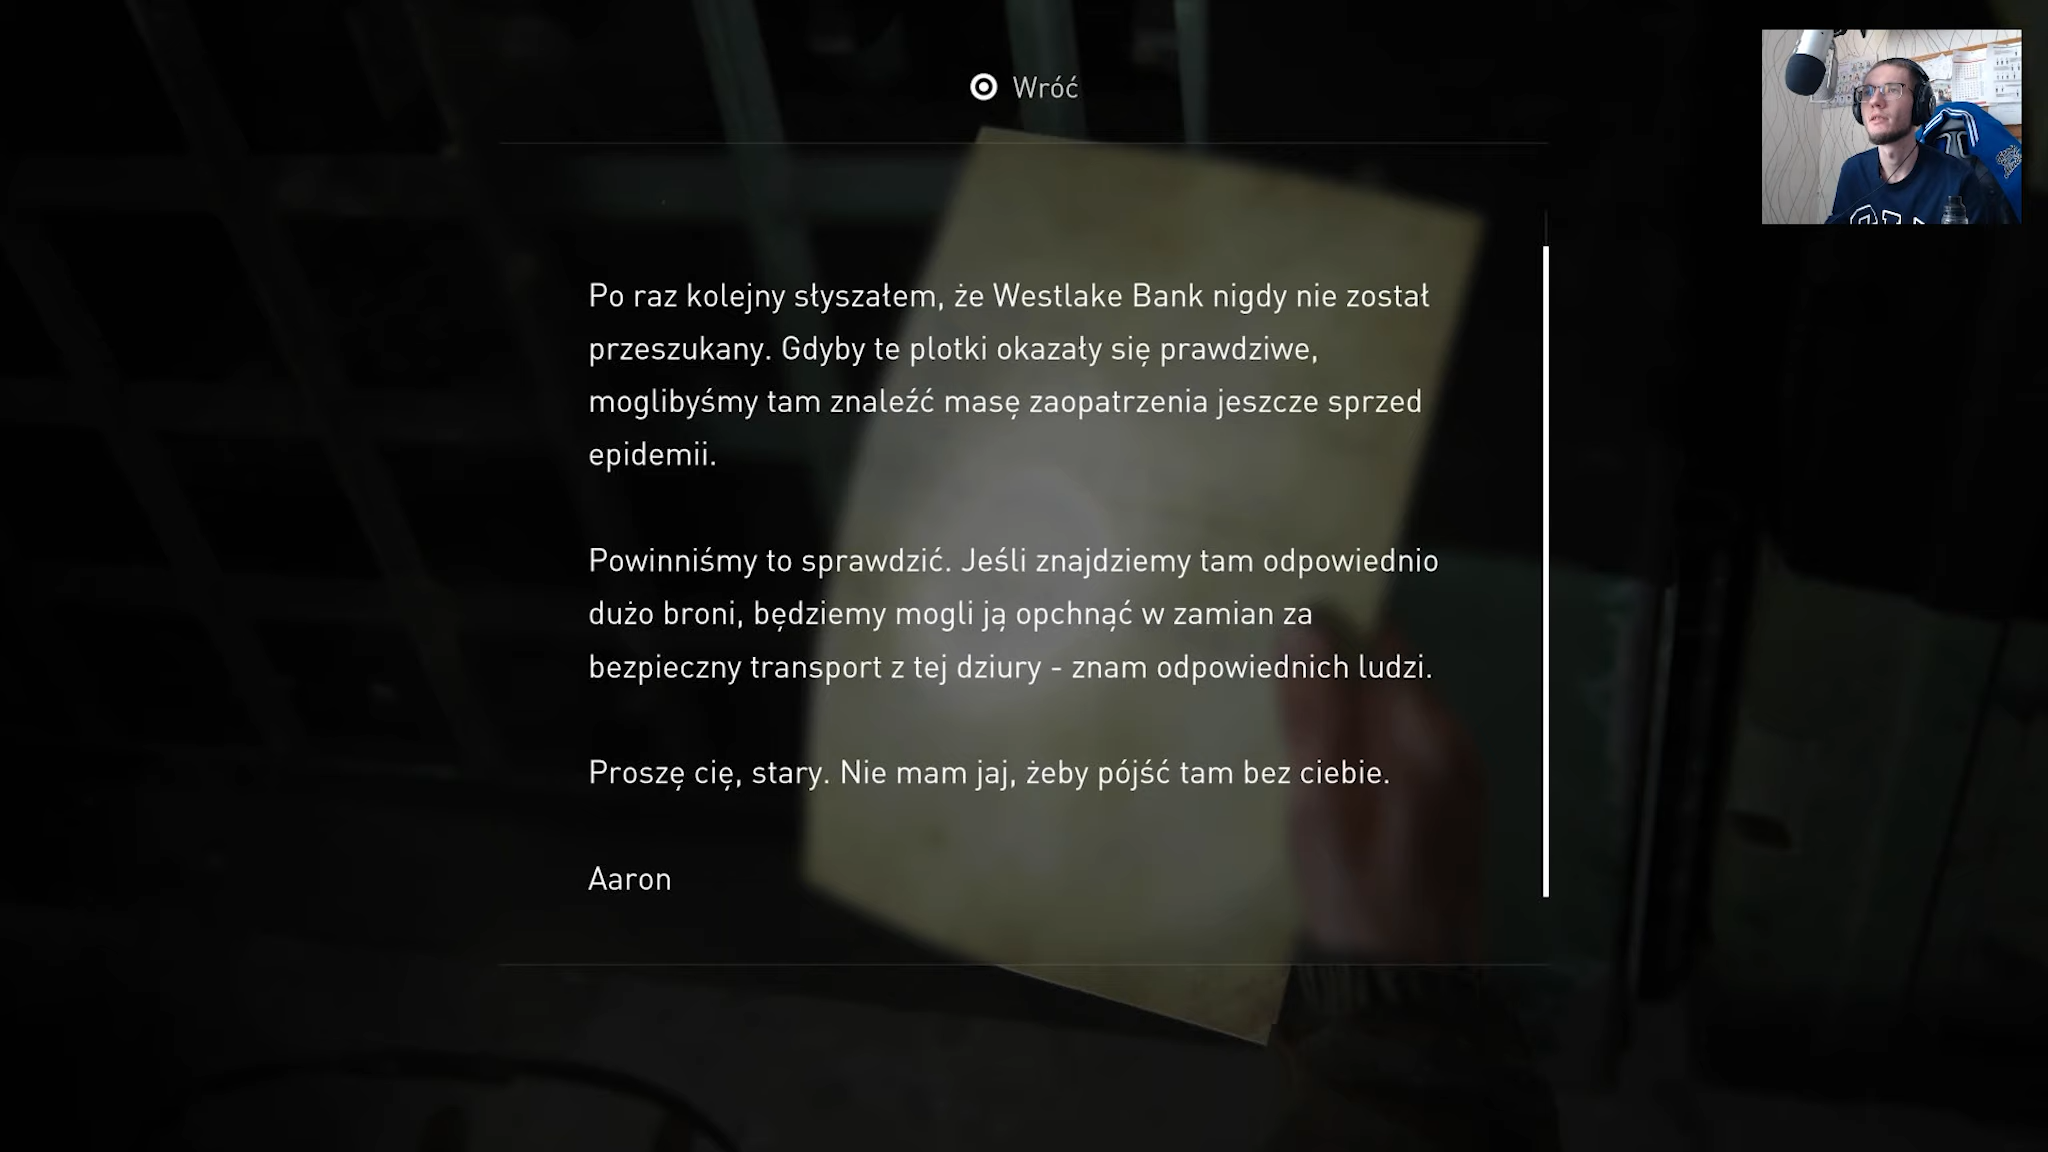 Wróć
Po raz kolejny słyszałem, że Westlake Bank nigdy nie został
przeszukany. Gdyby te plotki okazały się prawdziwe,
moglibyśmy tam znaleźć masę zaopatrzenia jeszcze sprzed
epidemii.
Powinniśmy to sprawdzić. Jeśli znajdziemy tam odpowiednio
dużo broni, będziemy mogli ją opchnąć w zamian za
bezpieczny transport z tej dziury - znam odpowiednich ludzi.
Proszę cię, stary. Nie mam jaj, żeby pójść tam bez ciebie.
Aaron